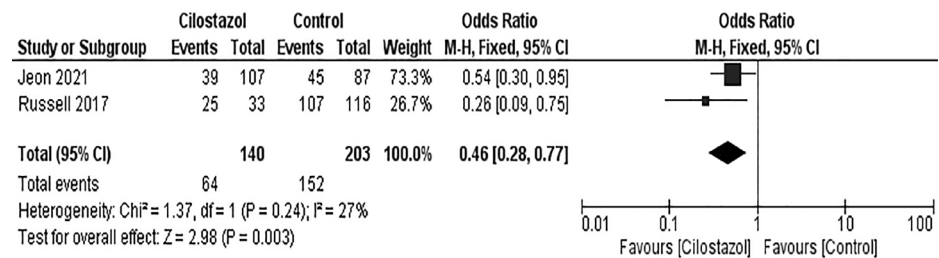 Cilostazol Control Odds Ratio Odds Ratio
Study or Subgroup Events Total Events Total Weight M-H, Fixed, 95% CI M-H, Fixed, 95% CI
Jeon 2021 39 107 45 87 73.3% 0.54 [0.30, 0.95]
Russell 2017 25 33 107 116 26.7% 0.26 [0.09, 0.75]
Total (95% CI) 140 203 100.0% 0.46 [0.28, 0.77]
Total events 64 152
Heterogeneity: Chi² = 1.37, df = 1 (P = 0.24); I² = 27%
Test for overall effect: Z = 2.98 (P = 0.003)
0.01 0.1 1 10 100
Favours [Cilostazol] Favours [Control]